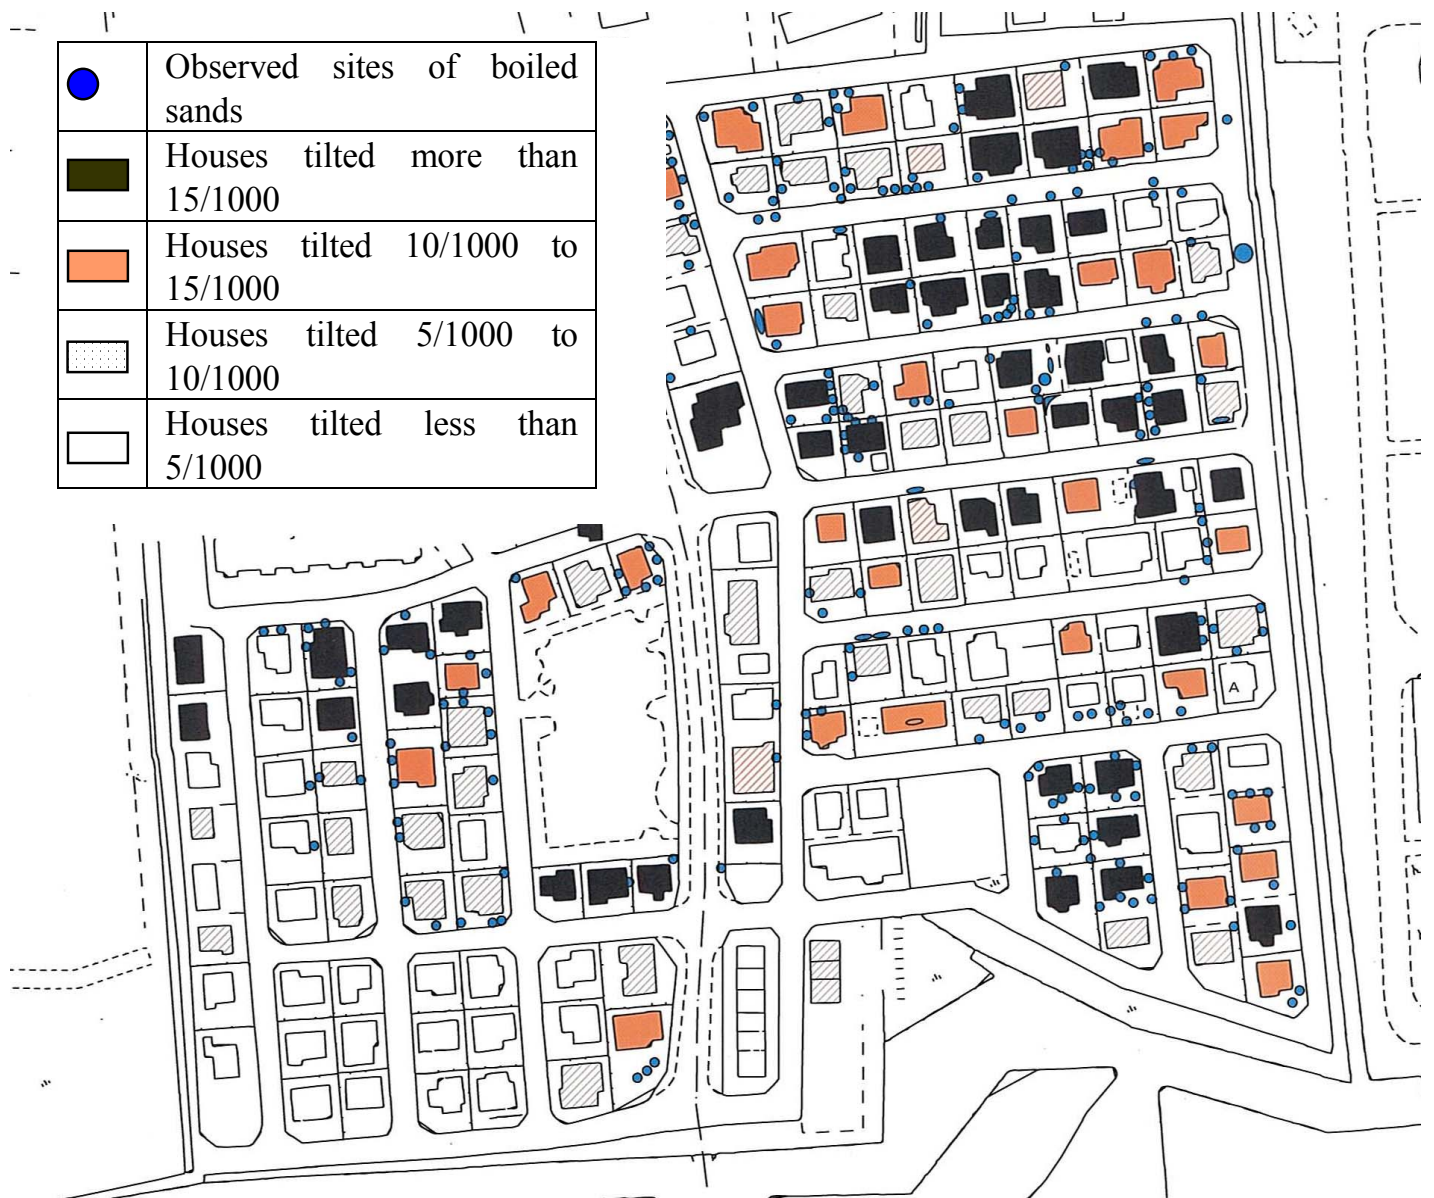 Observed sites of boiled
sands
Houses tilted more than
15/1000
Houses tilted 10/1000 to
15/1000
Houses tilted 5/1000 to
10/1000
Houses tilted less than
5/1000
A